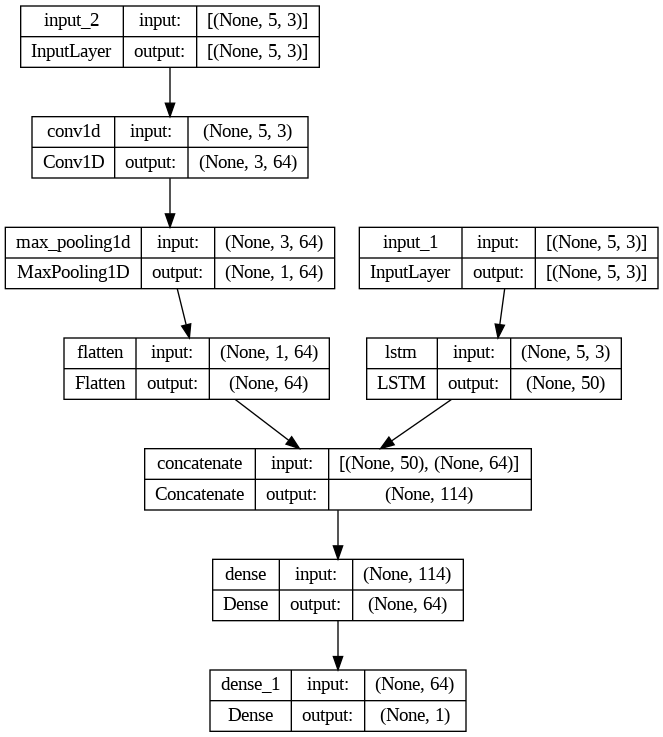 input_2 input: [(None, 5, 3)]
InputLayer output: [(None, 5, 3)]
conv1d input: (None, 5, 3)
Conv1D output: (None, 3, 64)
max_pooling1d input: (None, 3, 64)
MaxPooling1D output: (None, 1, 64)
input_1 input: [(None, 5, 3)]
InputLayer output: [(None, 5, 3)]
flatten input: (None, 1, 64)
Flatten output: (None, 64)
lstm input: (None, 5, 3)
LSTM output: (None, 50)
concatenate input: [(None, 50), (None, 64)]
Concatenate output: (None, 114)
dense input: (None, 114)
Dense output: (None, 64)
dense_1 input: (None, 64)
Dense output: (None, 1)